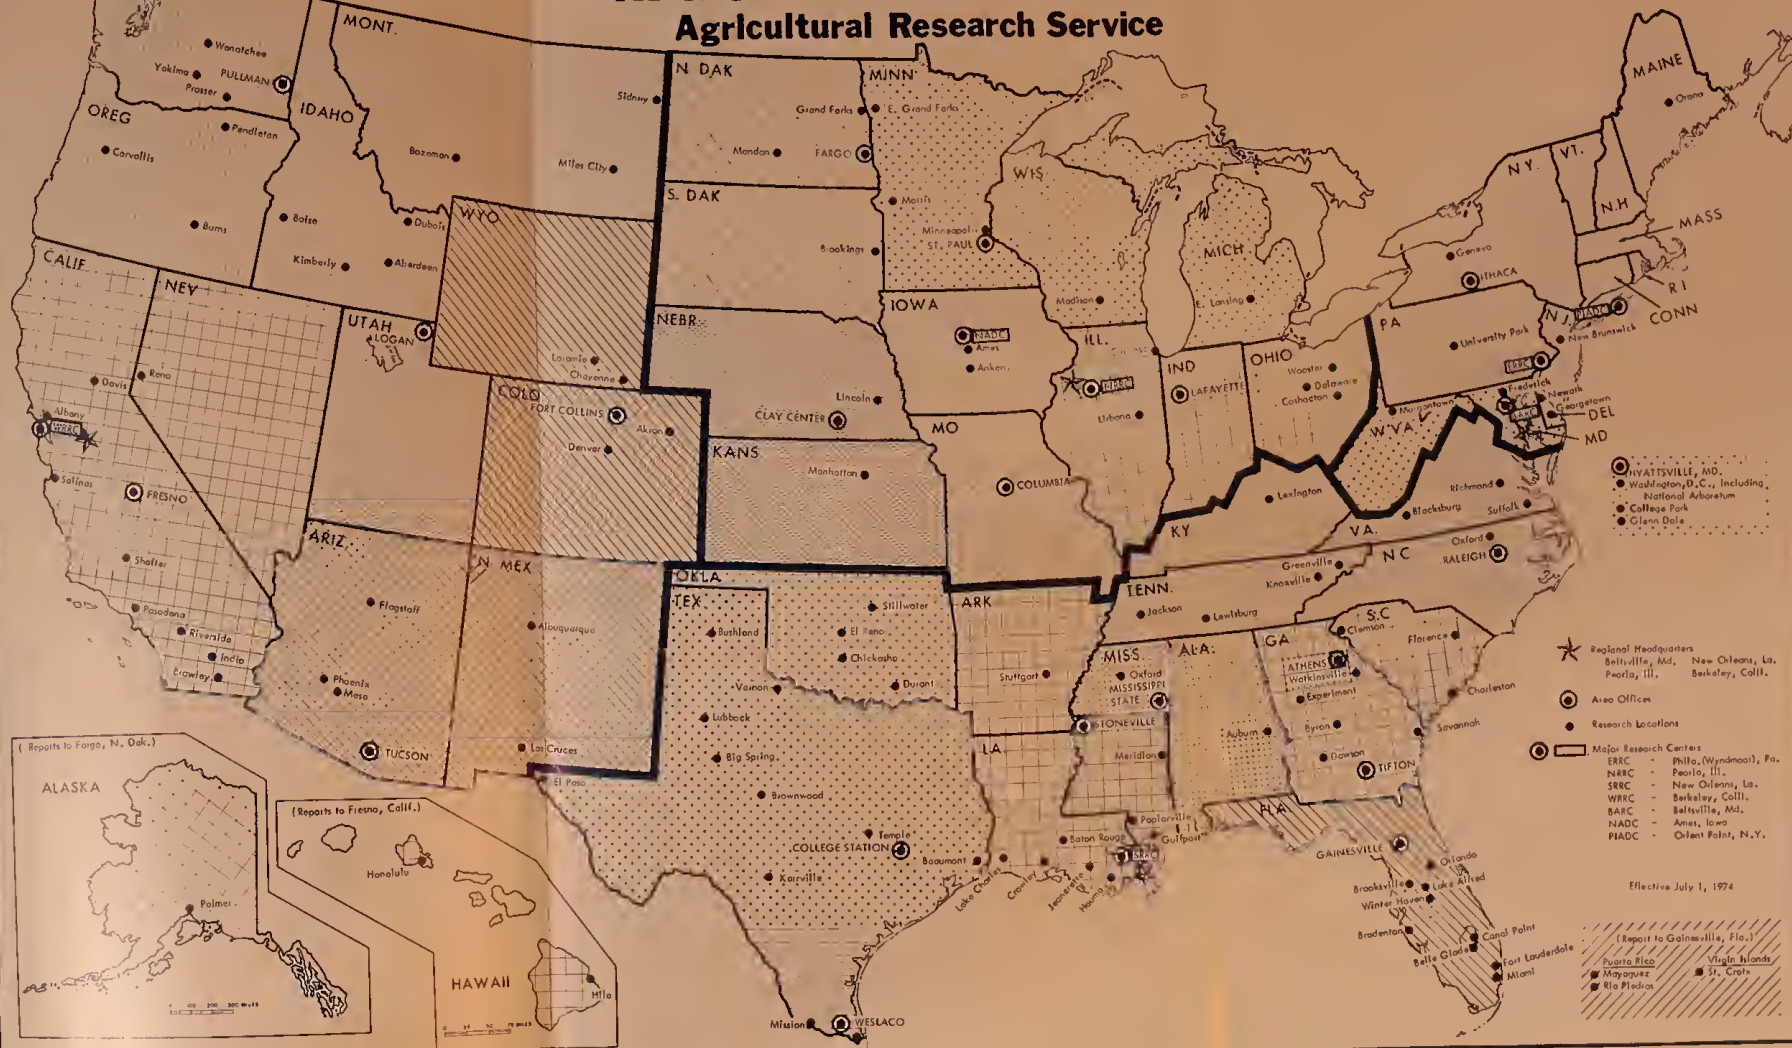 Agricultural Research Service
Wenatchee
Yakima
PULLMAN
Prosser
OREG
Pendleton
Corvallis
Burns
IDAHO
Boise
Dubois
Kimberly
Aberdeen
MONT.
Sidney
Bozeman
Miles City
WYO
Laramie
Cheyenne
CALIF.
Davis
Albany
WRRC
Salinas
FRESNO
Shafter
Pasadena
Riverside
Indio
Brawley
NEV
Reno
UTAH
LOGAN
COLO
FORT COLLINS
Akron
Denver
ARIZ.
Flagstaff
Phoenix
Mesa
TUCSON
N MEX
Albuquerque
Las Cruces
N DAK
Grand Forks
Mandan
FARGO
S. DAK
Brookings
NEBR.
Lincoln
CLAY CENTER
KANS
Manhattan
OKLA
Stillwater
El Reno
Chickasha
Durant
TEX
Bushland
Vernon
Lubbock
Big Spring
El Paso
Brownwood
Temple
COLLEGE STATION
Beaumont
Kerrville
Mission
WESLACO
MINN
E. Grand Forks
Morris
Minneapolis
ST. PAUL
WIS
Madison
MICH
E. Lansing
IOWA
NADC
Ames
Ankeny
ILL.
NRRC
Urbana
MO
COLUMBIA
IND
LAFAYETTE
OHIO
Wooster
Delaware
Coshocton
KY
Lexington
TENN.
Jackson
Lewisburg
Greenville
Knoxville
ARK
Stuttgart
LA
Baton Rouge
SRRC
Lake Charles
Crowley
Jeanerette
Houma
MISS.
Oxford
MISSISSIPPI
STATE
STONEVILLE
Meridian
Poplarville
Gulfport
ALA.
Auburn
GA.
ATHENS
Watkinsville
Experiment
Byron
Dawson
TIFTON
Savannah
S.C
Clemson
Florence
Charleston
N C
Oxford
RALEIGH
VA.
Richmond
Blacksburg
Suffolk
W.VA
Morgantown
PA
University Park
ERRC
N.Y.
Geneva
ITHACA
VT.
N.H
MAINE
Orono
MASS
R I
CONN
PIADC
N J
New Brunswick
Frederick
Newark
Georgetown
BARC
DEL
MD
FLA
GAINESVILLE
Orlando
Brooksville
Lake Alfred
Winter Haven
Bradenton
Canal Point
Belle Glade
Fort Lauderdale
Miami
HYATTSVILLE, MD.
Washington, D.C., Including
National Arboretum
College Park
Glenn Dale
Regional Headquarters
Beltsville, Md. New Orleans, La.
Peoria, Ill. Berkeley, Calif.
Area Offices
Research Locations
Major Research Centers
ERRC - Phila.(Wyndmoor), Pa.
NRRC - Peoria, Ill.
SRRC - New Orleans, La.
WRRC - Berkeley, Calif.
BARC - Beltsville, Md.
NADC - Ames, Iowa
PIADC - Orient Point, N.Y.
Effective July 1, 1974
(Report to Gainesville, Fla.)
Puerto Rico Virgin Islands
Mayaguez St. Croix
Rio Piedras
( Reports to Fargo, N. Dak.)
ALASKA
Palmer
(Reports to Fresno, Calif.)
Honolulu
HAWAII
Hilo